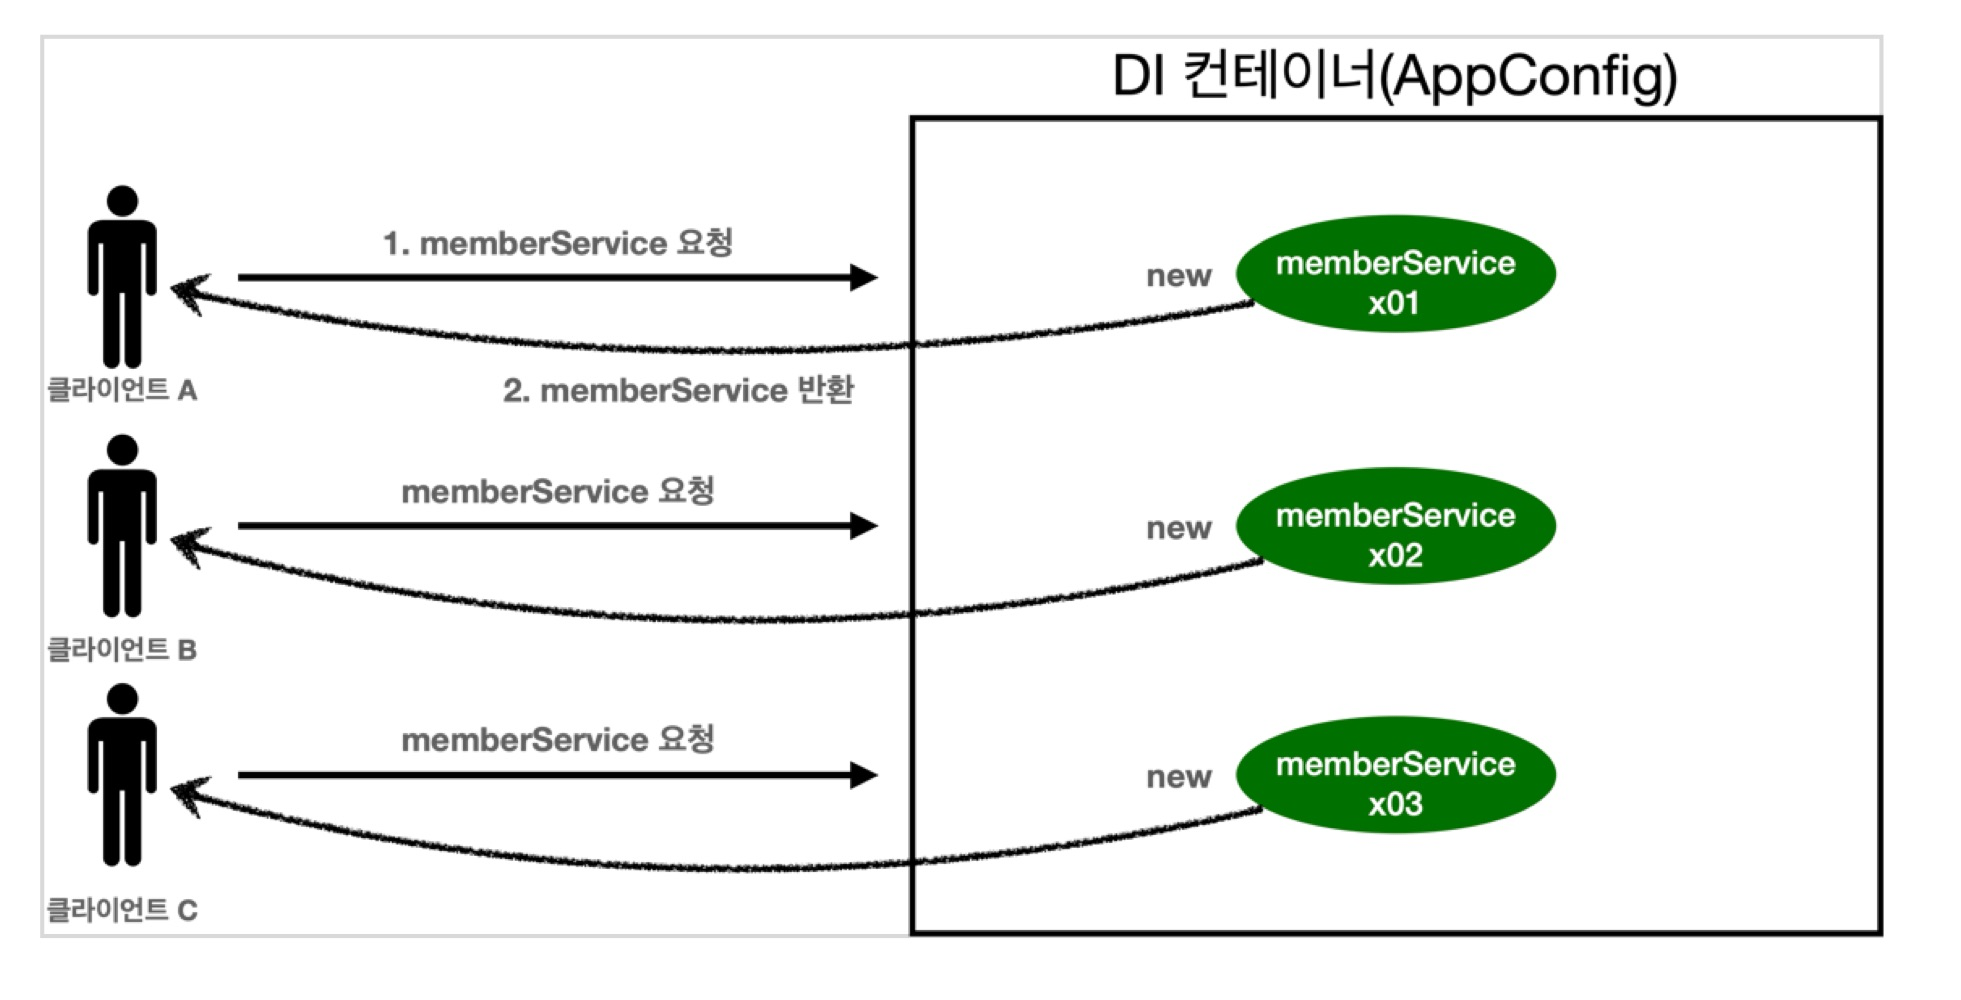 DI 컨테이너(AppConfig)
1. memberService 요청
new
memberService
x01
클라이언트 A
2. memberService 반환
memberService 요청
new
memberService
x02
클라이언트 B
memberService 요청
new
memberService
x03
클라이언트 C